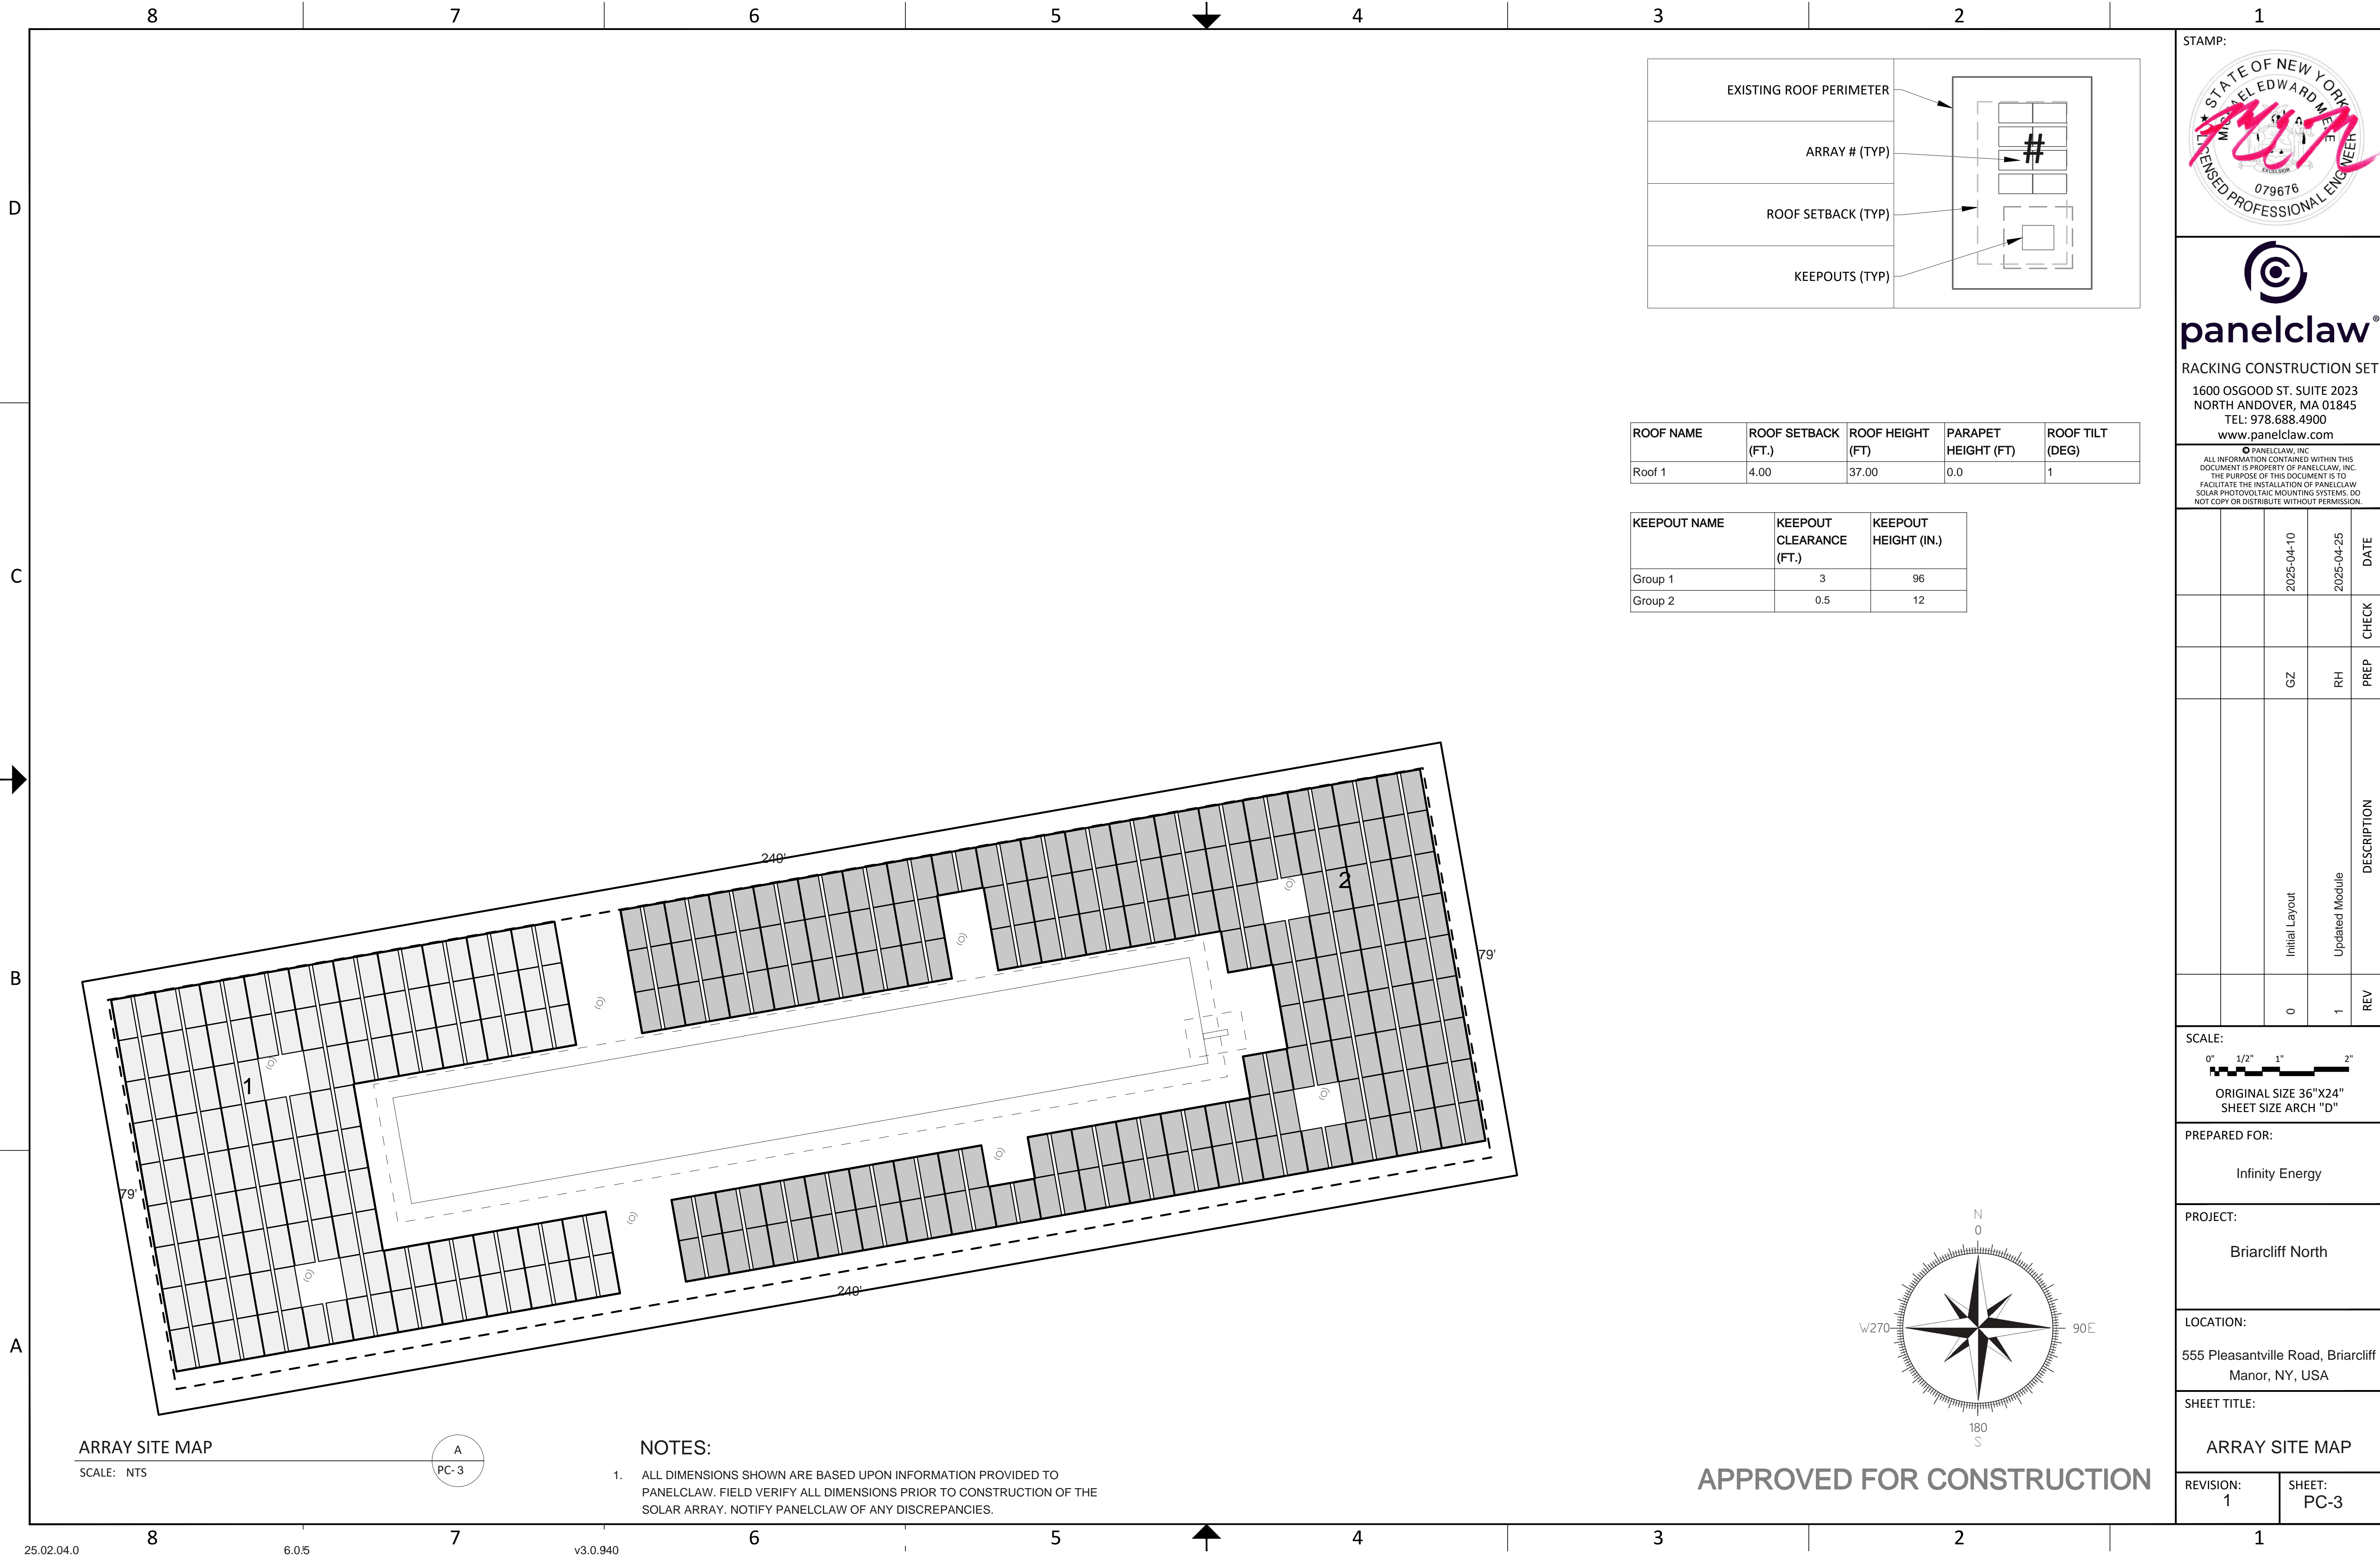 8 7 6 5 4 3 2 1
D
C
B
A
EXISTING ROOF PERIMETER
ARRAY # (TYP)
ROOF SETBACK (TYP)
KEEPOUTS (TYP)
#
ROOF NAME ROOF SETBACK (FT.) ROOF HEIGHT (FT) PARAPET HEIGHT (FT) ROOF TILT (DEG)
Roof 1 4.00 37.00 0.0 1
KEEPOUT NAME KEEPOUT CLEARANCE (FT.) KEEPOUT HEIGHT (IN.)
Group 1 3 96
Group 2 0.5 12
240'
2
79'
1
79'
240'
N
0
W270
90E
180
S
ARRAY SITE MAP
SCALE: NTS
A
PC- 3
NOTES:
1. ALL DIMENSIONS SHOWN ARE BASED UPON INFORMATION PROVIDED TO
PANELCLAW. FIELD VERIFY ALL DIMENSIONS PRIOR TO CONSTRUCTION OF THE
SOLAR ARRAY. NOTIFY PANELCLAW OF ANY DISCREPANCIES.
APPROVED FOR CONSTRUCTION
STAMP:
STATE OF NEW YORK
EDWARD
EXCELSIOR
079676
LICENSED PROFESSIONAL ENGINEER
panelclaw®
RACKING CONSTRUCTION SET
1600 OSGOOD ST. SUITE 2023
NORTH ANDOVER, MA 01845
TEL: 978.688.4900
www.panelclaw.com
© PANELCLAW, INC
ALL INFORMATION CONTAINED WITHIN THIS
DOCUMENT IS PROPERTY OF PANELCLAW, INC.
THE PURPOSE OF THIS DOCUMENT IS TO
FACILITATE THE INSTALLATION OF PANELCLAW
SOLAR PHOTOVOLTAIC MOUNTING SYSTEMS. DO
NOT COPY OR DISTRIBUTE WITHOUT PERMISSION.
REV DESCRIPTION PREP CHECK DATE
1 Updated Module RH 2025-04-25
0 Initial Layout GZ 2025-04-10
SCALE:
0" 1/2" 1" 2"
ORIGINAL SIZE 36"X24"
SHEET SIZE ARCH "D"
PREPARED FOR:
Infinity Energy
PROJECT:
Briarcliff North
LOCATION:
555 Pleasantville Road, Briarcliff
Manor, NY, USA
SHEET TITLE:
ARRAY SITE MAP
REVISION:
1
SHEET:
PC-3
8 7 6 5 4 3 2 1
25.02.04.0 6.0.5 v3.0.940